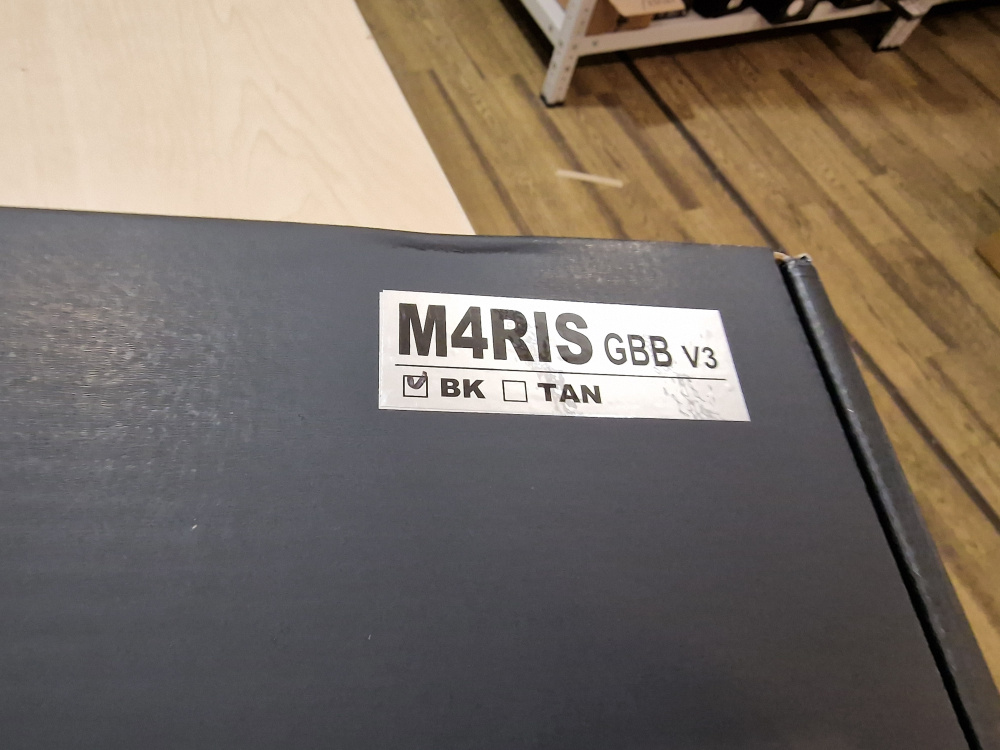 M4RIS GBB V3
☑ BK ☐ TAN